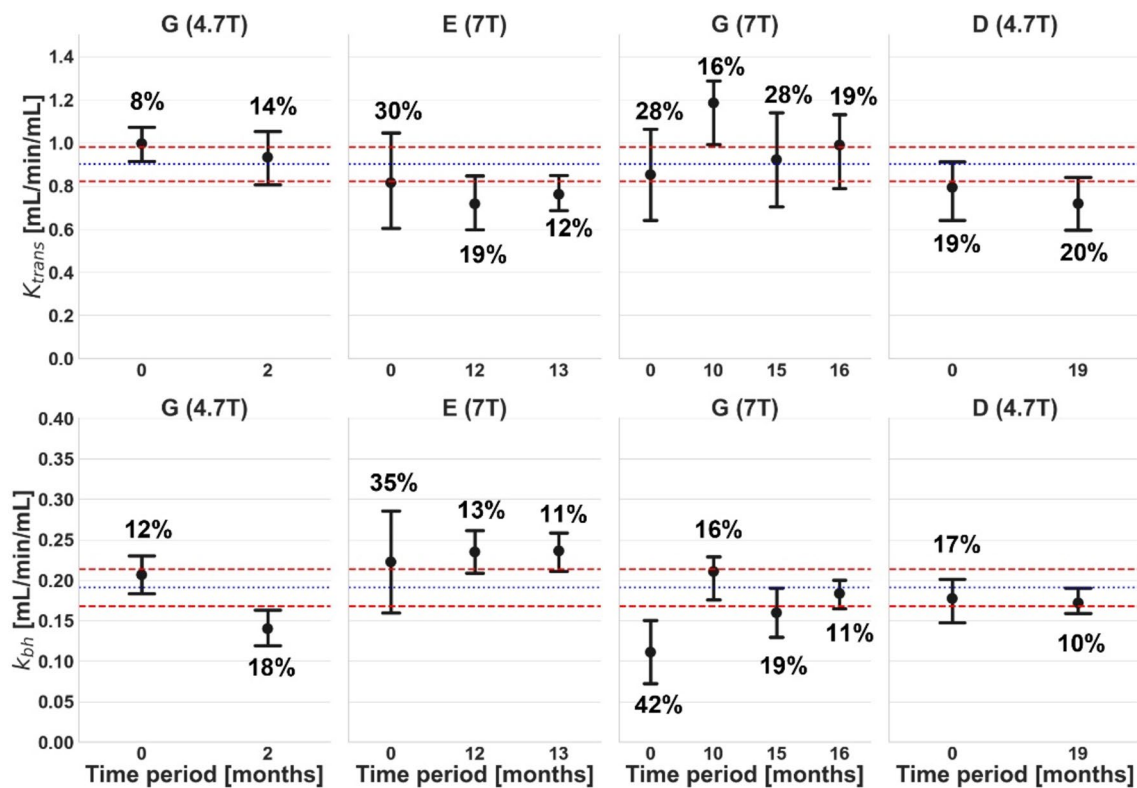 G (4.7T) E (7T) G (7T) D (4.7T)
K_trans [mL/min/mL]
1.4
1.2
1.0
0.8
0.6
0.4
0.2
0.0
8% 14%
30% 19% 12%
28% 16% 28% 19%
19% 20%
0 2 0 12 13 0 10 15 16 0 19
G (4.7T) E (7T) G (7T) D (4.7T)
k_bh [mL/min/mL]
0.40
0.35
0.30
0.25
0.20
0.15
0.10
0.05
0.00
12% 18%
35% 13% 11%
42% 16% 19% 11%
17% 10%
0 2 0 12 13 0 10 15 16 0 19
Time period [months] Time period [months] Time period [months] Time period [months]